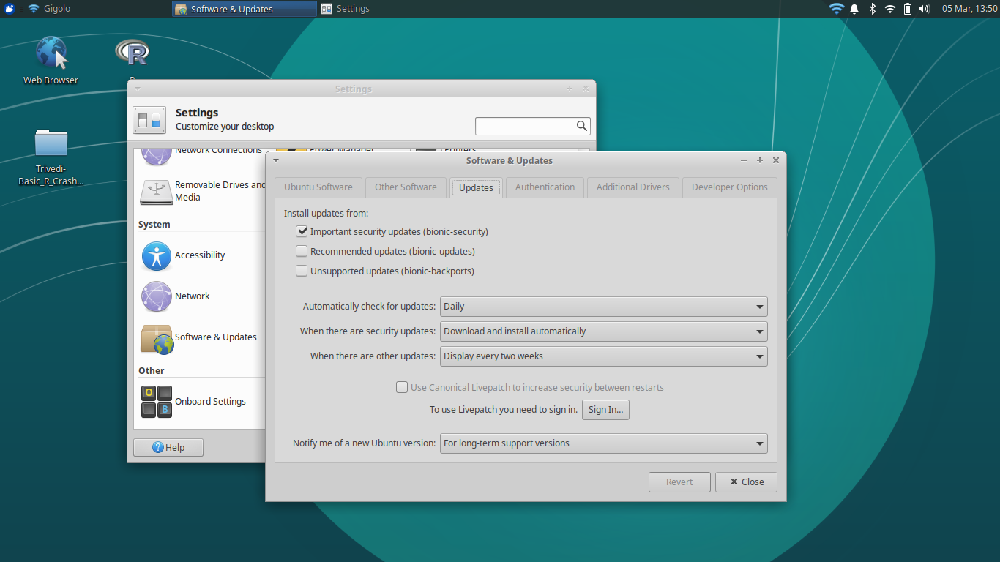 Gigolo
Software & Updates
Settings
05 Mar, 13:50
Web Browser
R
Trivedi-
Basic_R_Crash...
Settings
Settings
Customize your desktop
Network Connections
Power Manager
Printers
Removable Drives and
Media
System
Accessibility
Network
Software & Updates
Other
O
B
Onboard Settings
Help
Software & Updates
Ubuntu Software
Other Software
Updates
Authentication
Additional Drivers
Developer Options
Install updates from:
Important security updates (bionic-security)
Recommended updates (bionic-updates)
Unsupported updates (bionic-backports)
Automatically check for updates: Daily
When there are security updates: Download and install automatically
When there are other updates: Display every two weeks
Use Canonical Livepatch to increase security between restarts
To use Livepatch you need to sign in. Sign In...
Notify me of a new Ubuntu version: For long-term support versions
Revert
Close